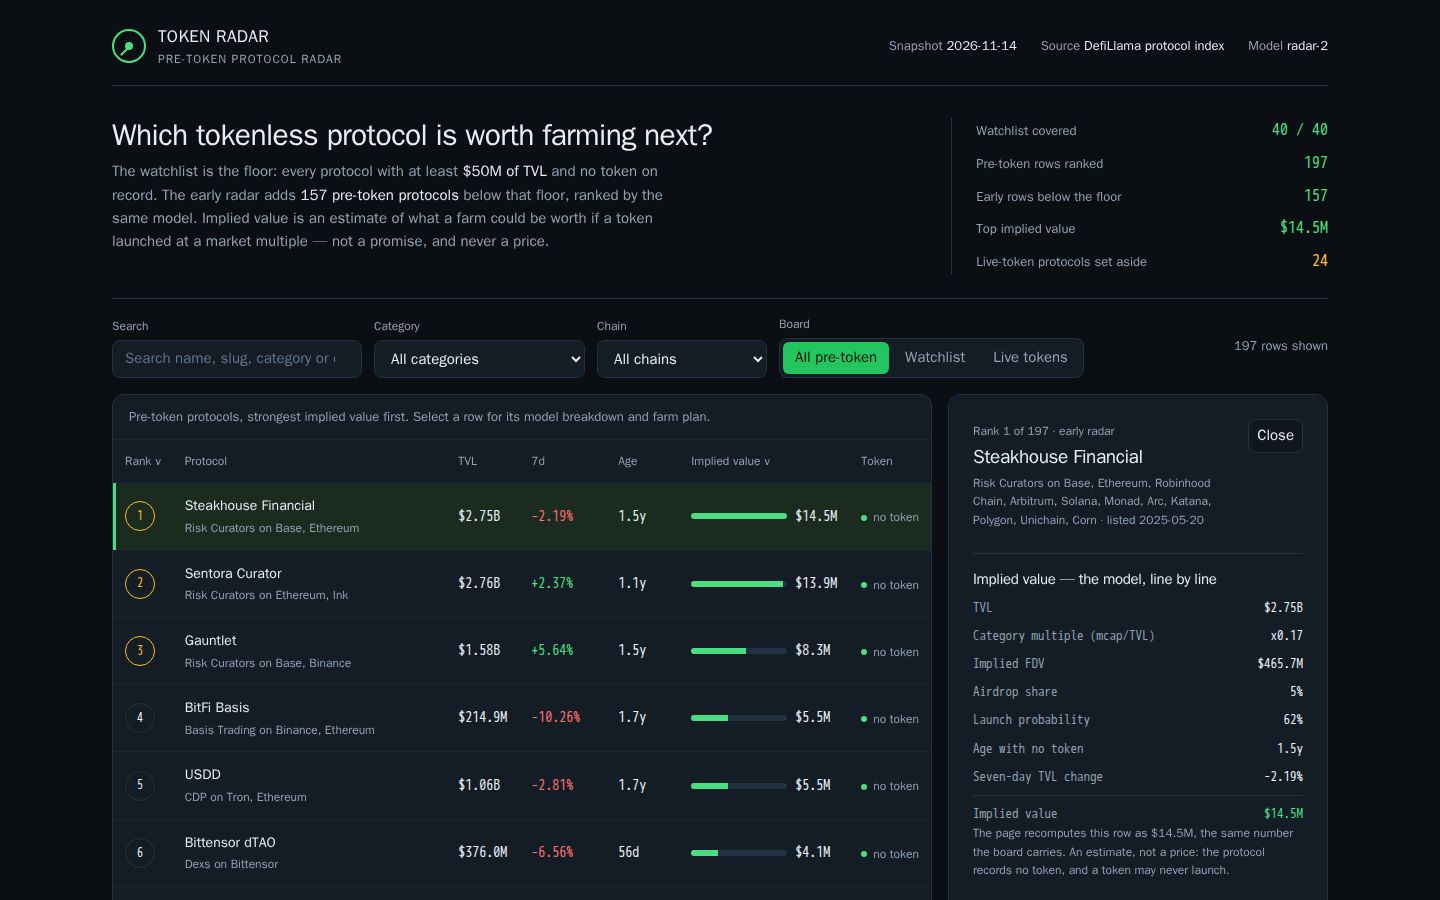 TOKEN RADAR
PRE-TOKEN PROTOCOL RADAR
Snapshot 2026-11-14 Source DefiLlama protocol index Model radar-2
Which tokenless protocol is worth farming next?
The watchlist is the floor: every protocol with at least $50M of TVL and no token on
record. The early radar adds 157 pre-token protocols below that floor, ranked by the
same model. Implied value is an estimate of what a farm could be worth if a token
launched at a market multiple — not a promise, and never a price.
Watchlist covered 40 / 40
Pre-token rows ranked 197
Early rows below the floor 157
Top implied value $14.5M
Live-token protocols set aside 24
Search Category Chain Board
Search name, slug, category or All categories All chains All pre-token Watchlist Live tokens 197 rows shown
Pre-token protocols, strongest implied value first. Select a row for its model breakdown and farm plan.
Rank v Protocol TVL 7d Age Implied value v Token
1 Steakhouse Financial $2.75B -2.19% 1.5y $14.5M no token
Risk Curators on Base, Ethereum
2 Sentora Curator $2.76B +2.37% 1.1y $13.9M no token
Risk Curators on Ethereum, Ink
3 Gauntlet $1.58B +5.64% 1.5y $8.3M no token
Risk Curators on Base, Binance
4 BitFi Basis $214.9M -10.26% 1.7y $5.5M no token
Basis Trading on Binance, Ethereum
5 USDD $1.06B -2.81% 1.7y $5.5M no token
CDP on Tron, Ethereum
6 Bittensor dTAO $376.0M -6.56% 56d $4.1M no token
Dexs on Bittensor
Rank 1 of 197 · early radar
Close
Steakhouse Financial
Risk Curators on Base, Ethereum, Robinhood
Chain, Arbitrum, Solana, Monad, Arc, Katana,
Polygon, Unichain, Corn · listed 2025-05-20
Implied value — the model, line by line
TVL $2.75B
Category multiple (mcap/TVL) x0.17
Implied FDV $465.7M
Airdrop share 5%
Launch probability 62%
Age with no token 1.5y
Seven-day TVL change -2.19%
Implied value $14.5M
The page recomputes this row as $14.5M, the same number
the board carries. An estimate, not a price: the protocol
records no token, and a token may never launch.